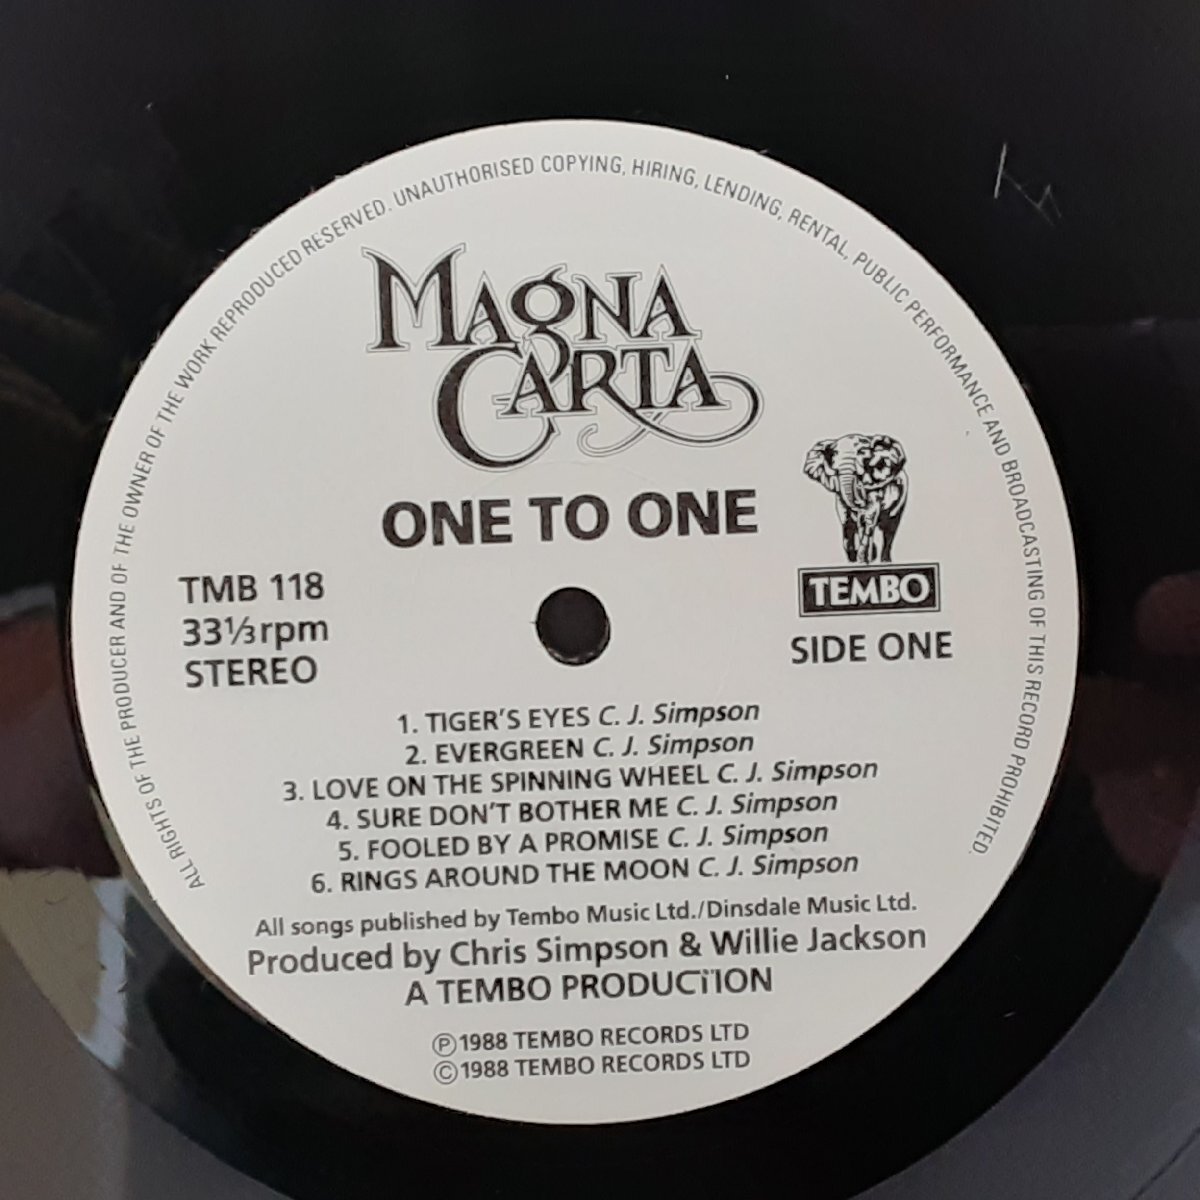 ALL RIGHTS OF THE PRODUCER AND OF THE OWNER OF THE WORK REPRODUCED RESERVED. UNAUTHORISED COPYING, HIRING, LENDING, RENTAL, PUBLIC PERFORMANCE AND BROADCASTING OF THIS RECORD PROHIBITED.
MAGNA
CARTA
ONE TO ONE
TMB 118
33⅓rpm
STEREO
TEMBO
SIDE ONE
1. TIGER'S EYES C. J. Simpson
2. EVERGREEN C. J. Simpson
3. LOVE ON THE SPINNING WHEEL C. J. Simpson
4. SURE DON'T BOTHER ME C. J. Simpson
5. FOOLED BY A PROMISE C. J. Simpson
6. RINGS AROUND THE MOON C. J. Simpson
All songs published by Tembo Music Ltd./Dinsdale Music Ltd.
Produced by Chris Simpson & Willie Jackson
A TEMBO PRODUCTION
℗1988 TEMBO RECORDS LTD
©1988 TEMBO RECORDS LTD